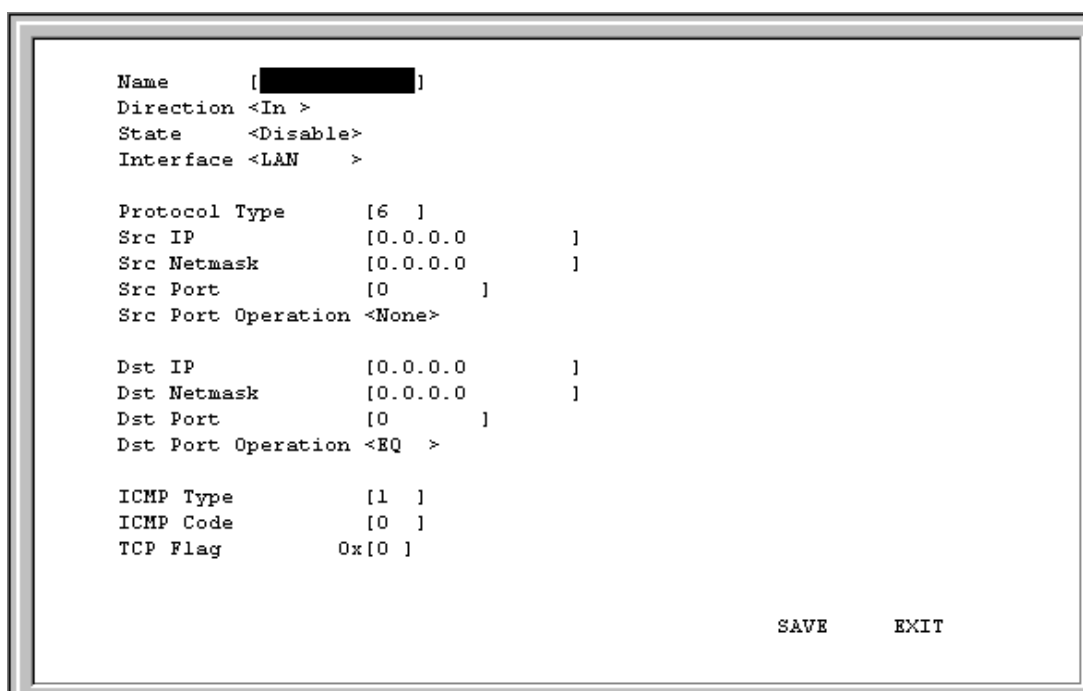 Name [ ]
Direction <In >
State <Disable>
Interface <LAN >
Protocol Type [6 ]
Src IP [0.0.0.0 ]
Src Netmask [0.0.0.0 ]
Src Port [0 ]
Src Port Operation <None>
Dst IP [0.0.0.0 ]
Dst Netmask [0.0.0.0 ]
Dst Port [0 ]
Dst Port Operation <EQ >
ICMP Type [1 ]
ICMP Code [0 ]
TCP Flag 0x[0 ]
SAVE EXIT